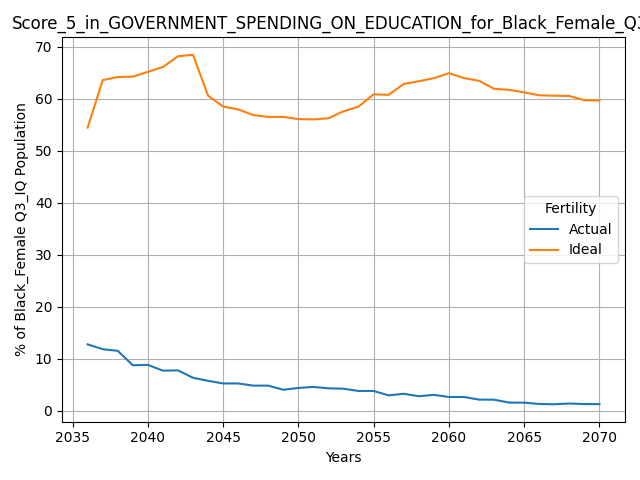 Score_5_in_GOVERNMENT_SPENDING_ON_EDUCATION_for_Black_Female_Q3
70
60
50
40
30
20
10
0
% of Black_Female Q3_IQ Population
Fertility
Actual
Ideal
2035 2040 2045 2050 2055 2060 2065 2070
Years